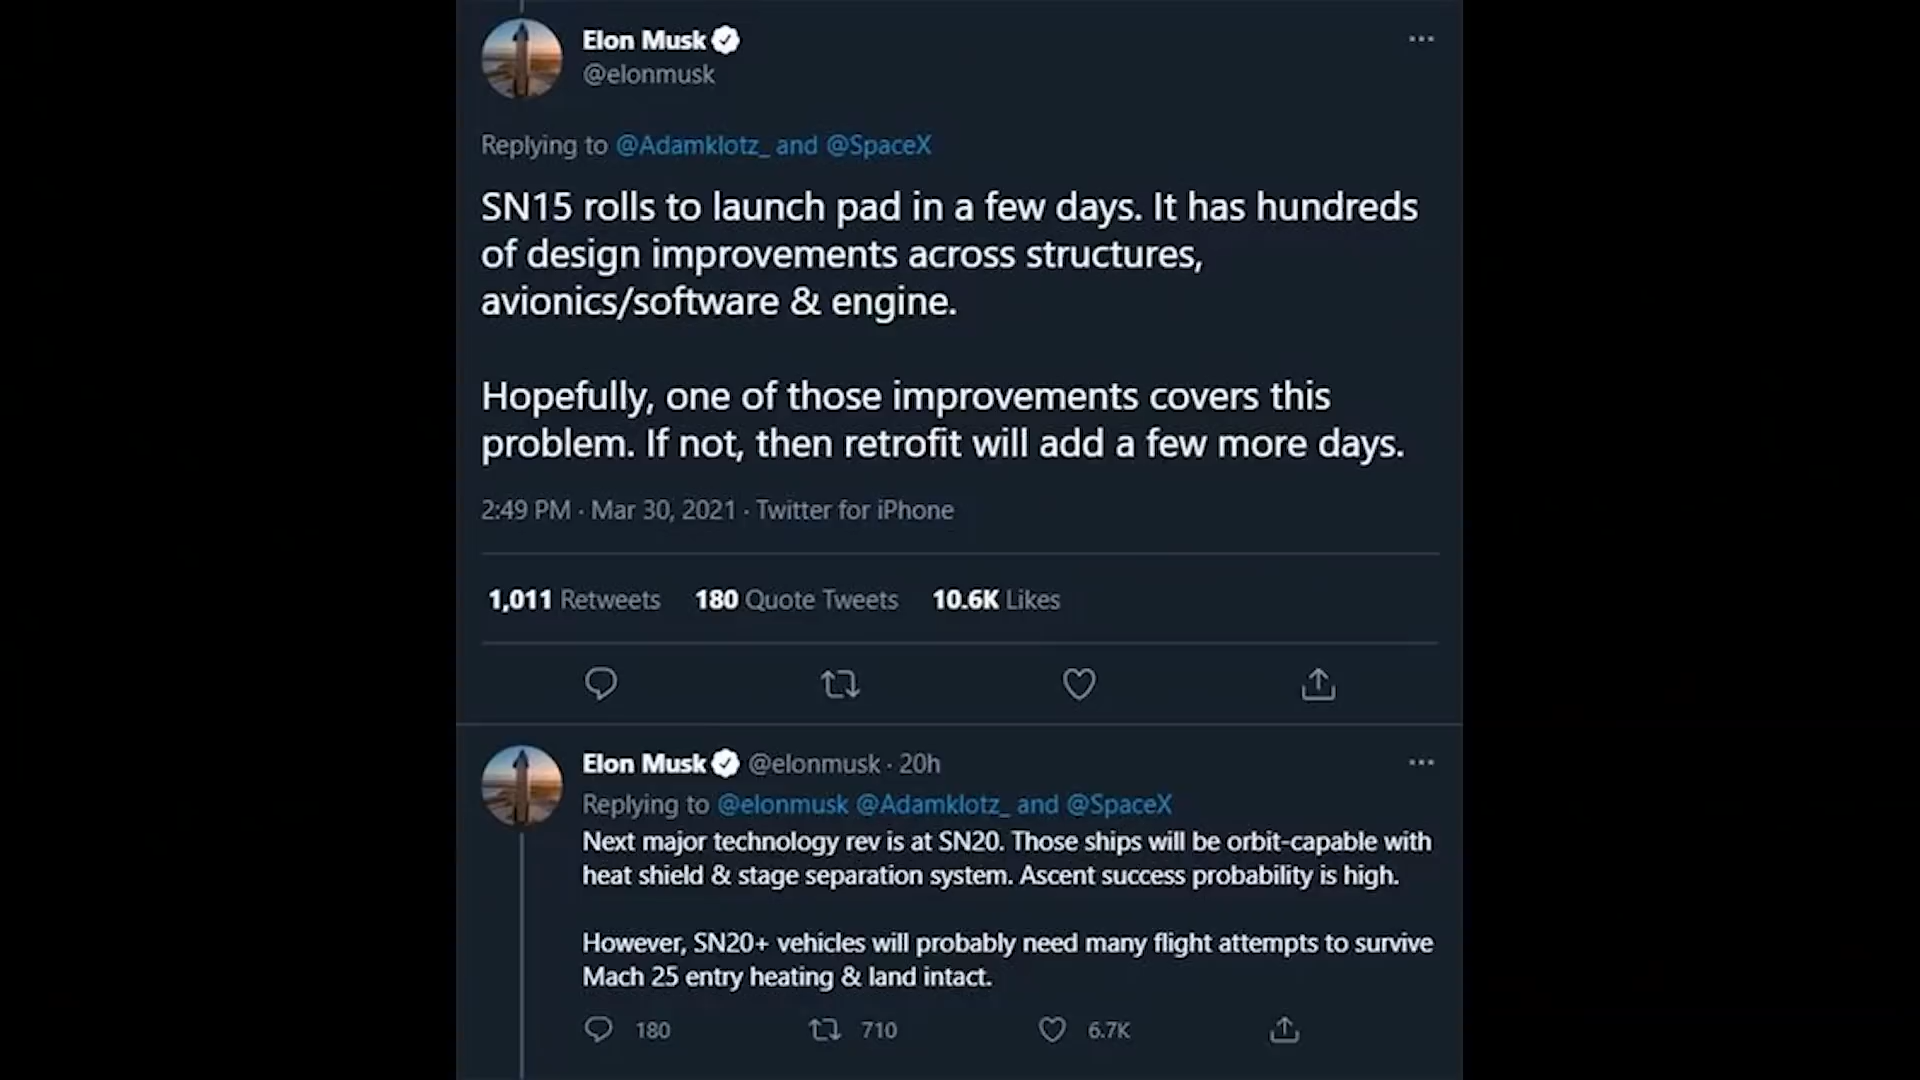 Elon Musk
@elonmusk
Replying to @Adamklotz_ and @SpaceX
SN15 rolls to launch pad in a few days. It has hundreds
of design improvements across structures,
avionics/software & engine.
Hopefully, one of those improvements covers this
problem. If not, then retrofit will add a few more days.
2:49 PM · Mar 30, 2021 · Twitter for iPhone
1,011 Retweets 180 Quote Tweets 10.6K Likes
Elon Musk @elonmusk · 20h
Replying to @elonmusk @Adamklotz_ and @SpaceX
Next major technology rev is at SN20. Those ships will be orbit-capable with
heat shield & stage separation system. Ascent success probability is high.
However, SN20+ vehicles will probably need many flight attempts to survive
Mach 25 entry heating & land intact.
180 710 6.7K